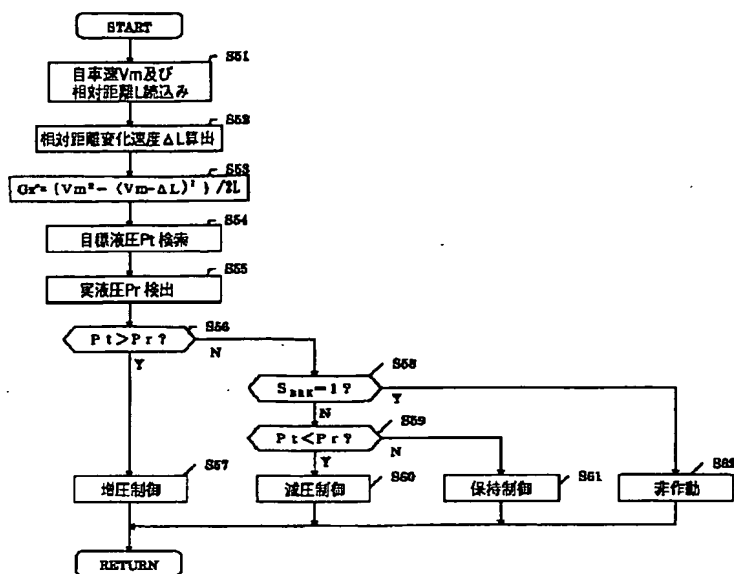 START
S51
自車速Vm及び
相対距離L読込み
S52
相対距離変化速度ΔL算出
S53
Gx*={Vm²-(Vm-ΔL)²}/2L
S54
目標液圧Pt検索
S55
実液圧Pr検出
S56
Pt>Pr?
N
Y
S58
S_BRK=1?
Y
N
S59
Pt<Pr?
N
Y
S57
増圧制御
S60
減圧制御
S61
保持制御
S62
非作動
RETURN